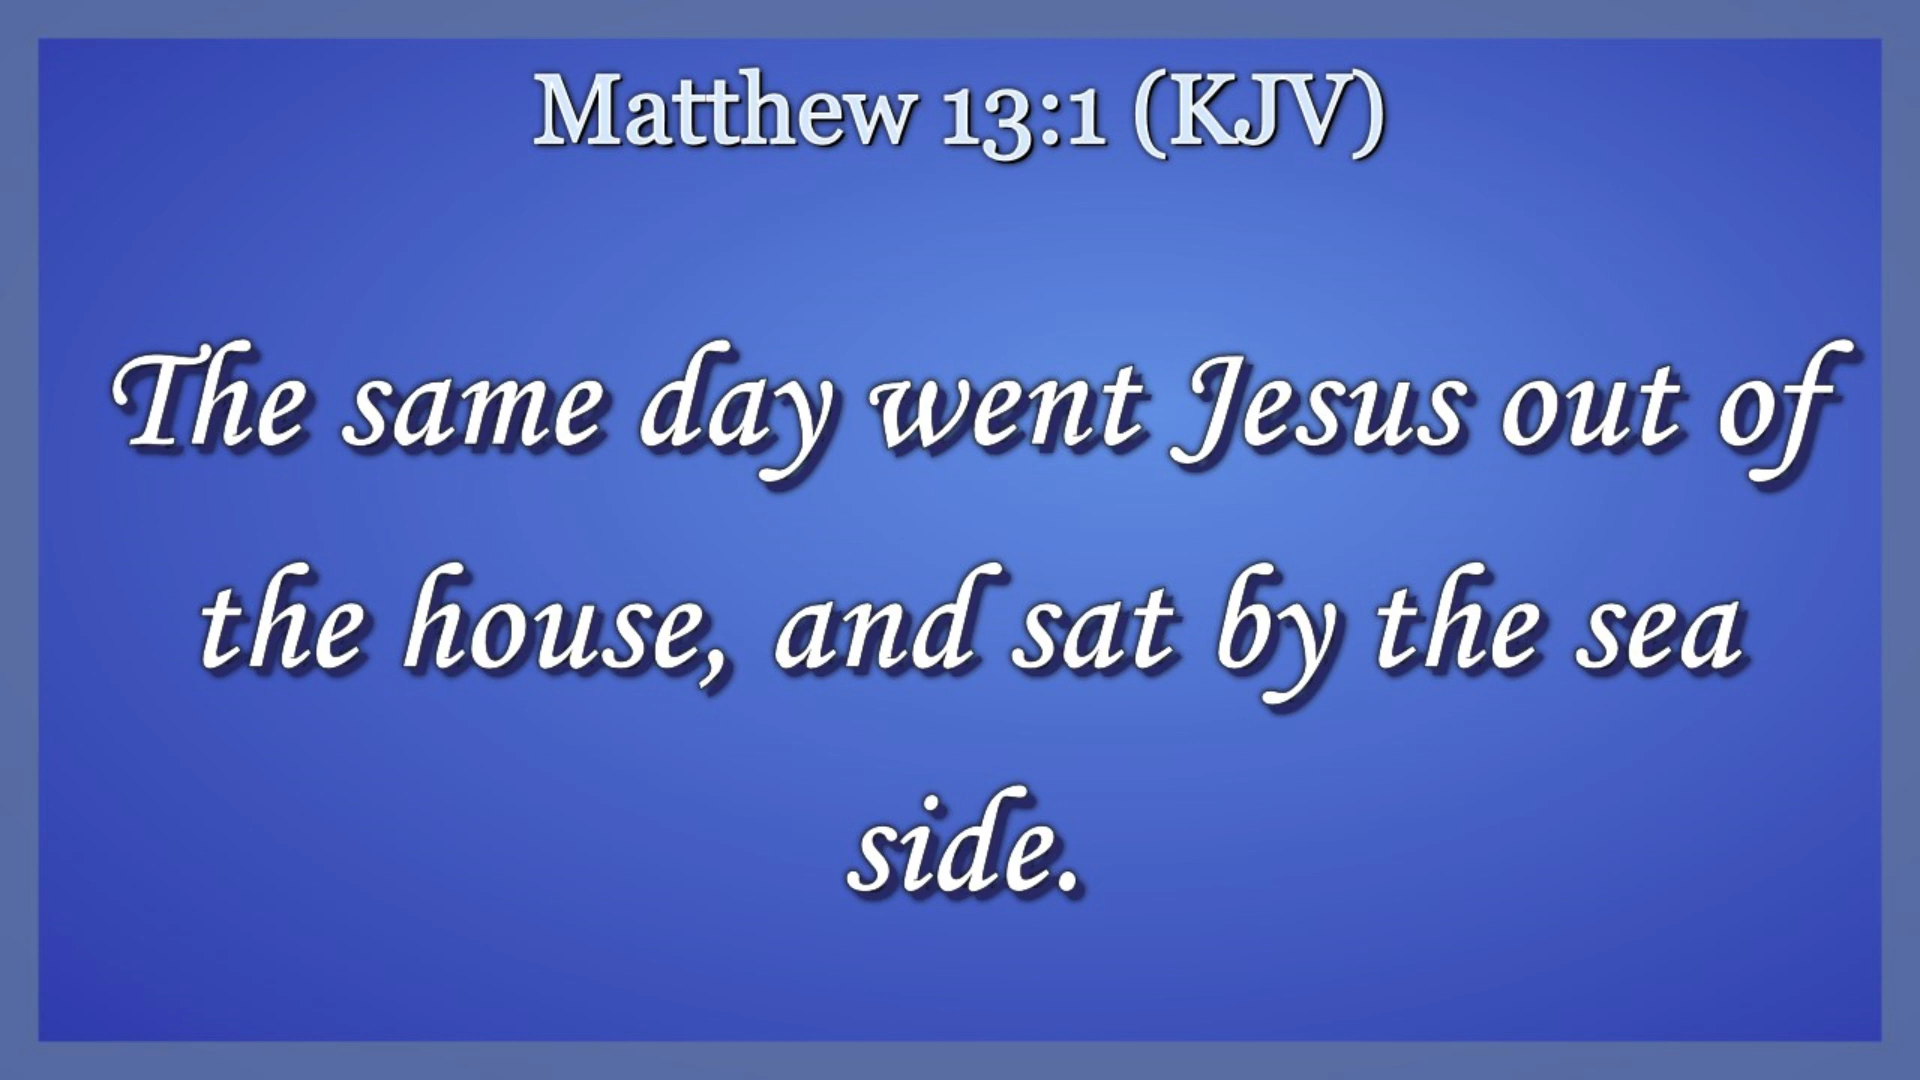 Matthew 13:1 (KJV)
The same day went Jesus out of
the house, and sat by the sea
side.